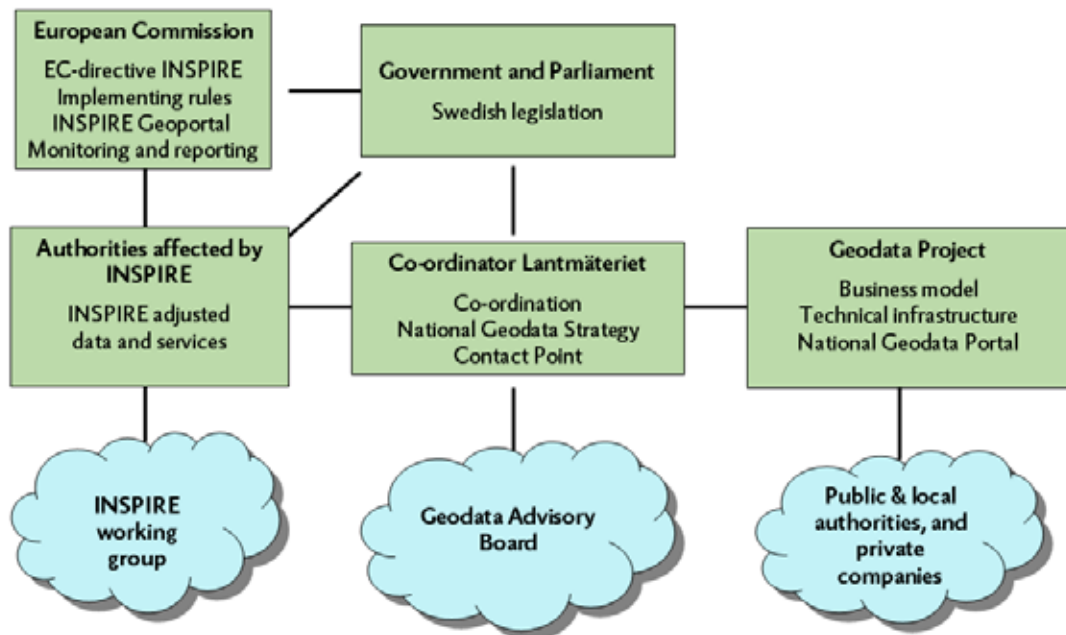 European Commission
EC-directive INSPIRE
Implementing rules
INSPIRE Geoportal
Monitoring and reporting
Government and Parliament
Swedish legislation
Authorities affected by
INSPIRE
INSPIRE adjusted
data and services
Co-ordinator Lantmäteriet
Co-ordination
National Geodata Strategy
Contact Point
Geodata Project
Business model
Technical infrastructure
National Geodata Portal
INSPIRE
working
group
Geodata Advisory
Board
Public & local
authorities, and
private
companies